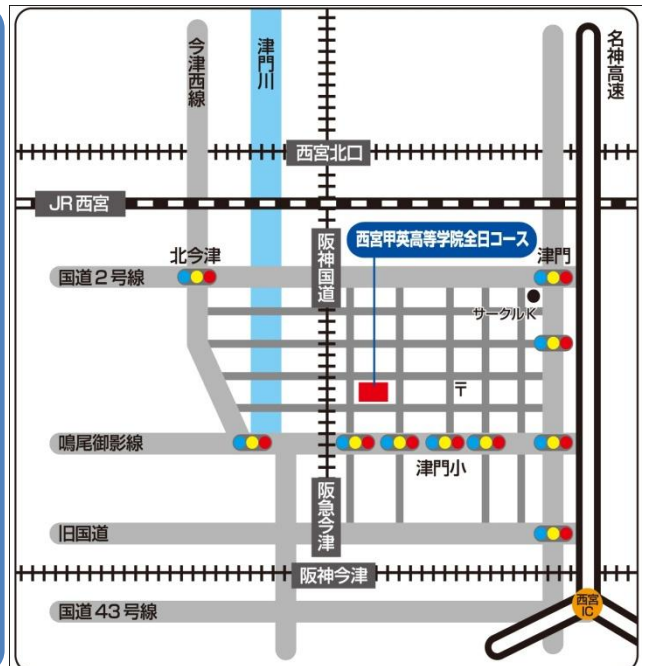 今津西線
津門川
名神高速
西宮北口
JR西宮
阪神国道
西宮甲英高等学院全日コース
北今津
津門
国道2号線
サークルK
〒
鳴尾御影線
津門小
阪急今津
旧国道
阪神今津
国道43号線
西宮
IC